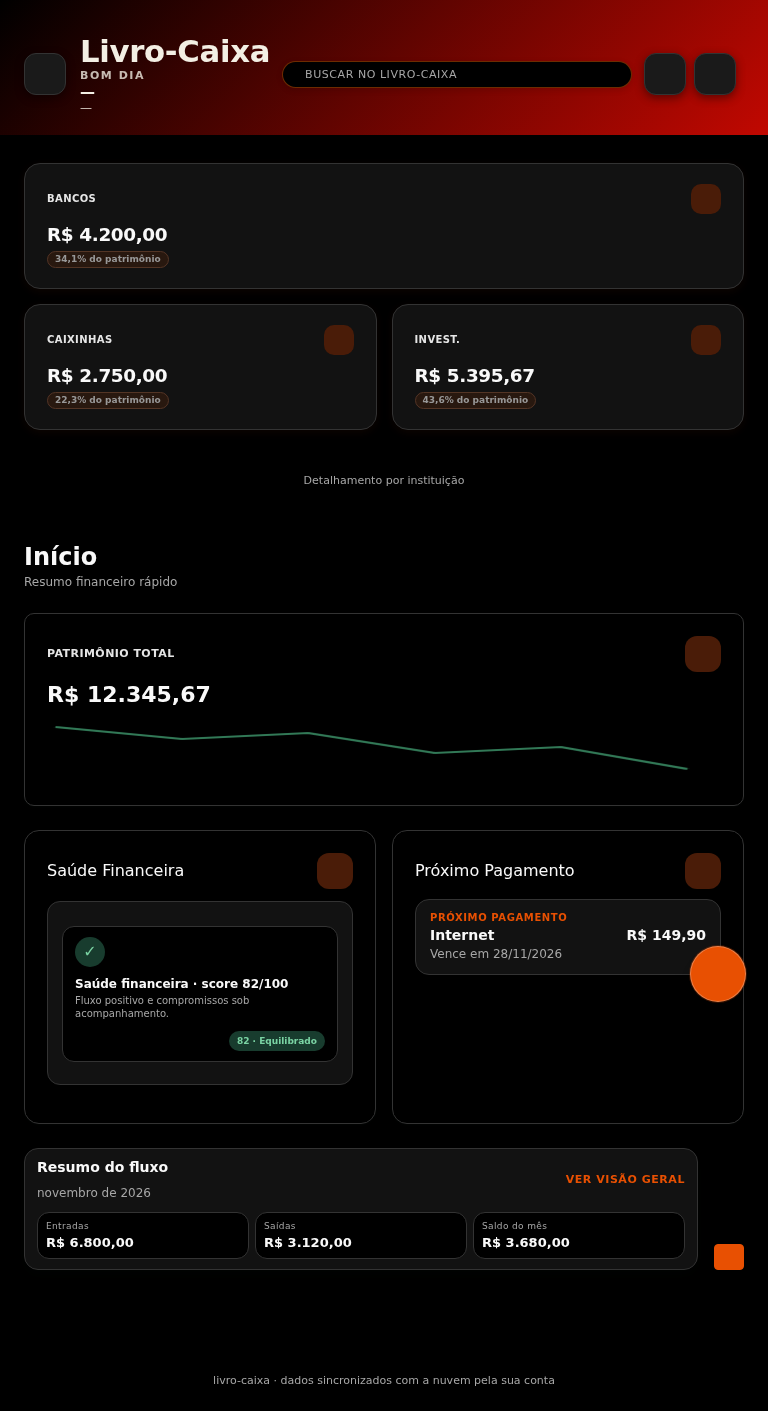 Livro-Caixa
BOM DIA
—
—
BUSCAR NO LIVRO-CAIXA
BANCOS
R$ 4.200,00
34,1% do patrimônio
CAIXINHAS
R$ 2.750,00
22,3% do patrimônio
INVEST.
R$ 5.395,67
43,6% do patrimônio
Detalhamento por instituição
Início
Resumo financeiro rápido
PATRIMÔNIO TOTAL
R$ 12.345,67
Saúde Financeira
✓
Saúde financeira · score 82/100
Fluxo positivo e compromissos sob
acompanhamento.
82 · Equilibrado
Próximo Pagamento
PRÓXIMO PAGAMENTO
Internet R$ 149,90
Vence em 28/11/2026
Resumo do fluxo
novembro de 2026
VER VISÃO GERAL
Entradas
R$ 6.800,00
Saídas
R$ 3.120,00
Saldo do mês
R$ 3.680,00
livro-caixa · dados sincronizados com a nuvem pela sua conta